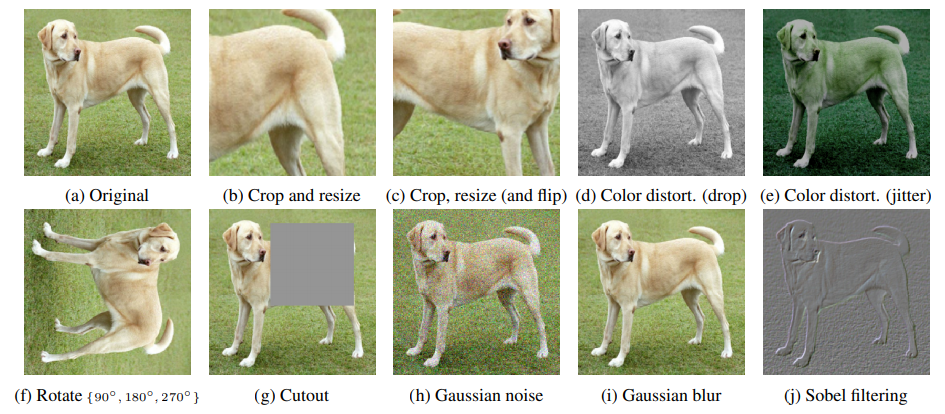 (a) Original
(b) Crop and resize
(c) Crop, resize (and flip)
(d) Color distort. (drop)
(e) Color distort. (jitter)
(f) Rotate {90°, 180°, 270°}
(g) Cutout
(h) Gaussian noise
(i) Gaussian blur
(j) Sobel filtering